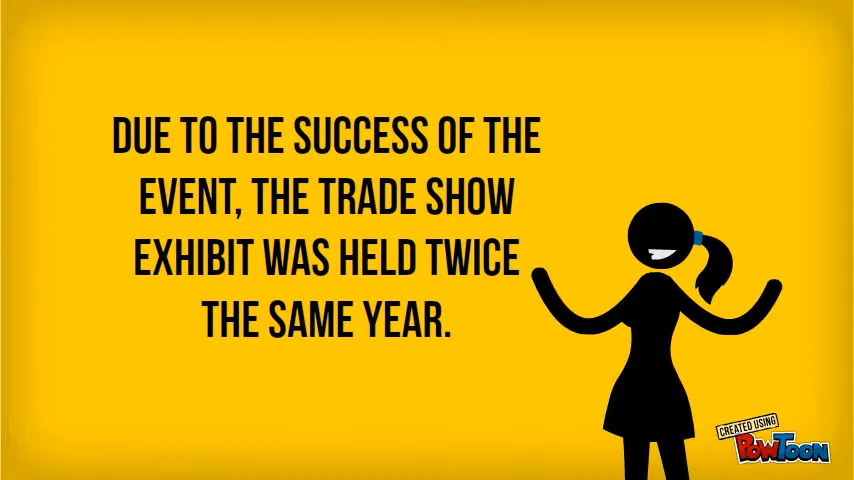 DUE TO THE SUCCESS OF THE
EVENT, THE TRADE SHOW
EXHIBIT WAS HELD TWICE
THE SAME YEAR.
CREATED USING
POWTOON